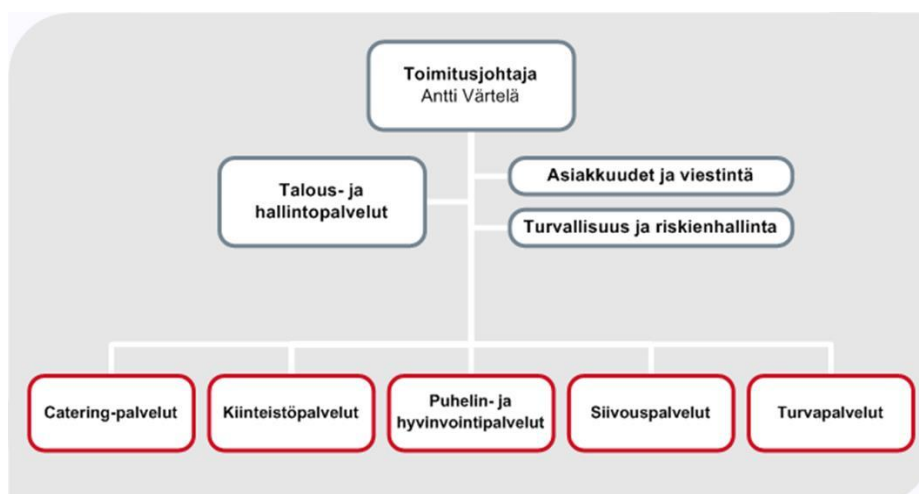 Toimitusjohtaja
Antti Värtelä
Talous- ja
hallintopalvelut
Asiakkuudet ja viestintä
Turvallisuus ja riskienhallinta
Catering-palvelut
Kiinteistöpalvelut
Puhelin- ja
hyvinvointipalvelut
Siivouspalvelut
Turvapalvelut